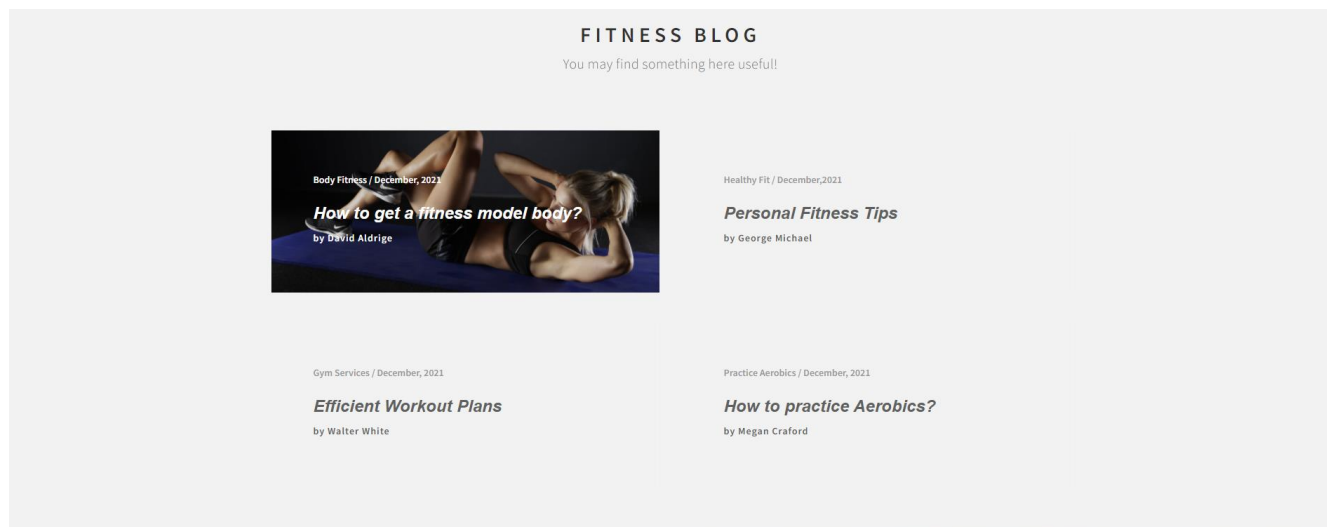 FITNESS BLOG
You may find something here useful!
Body Fitness / December, 2021
How to get a fitness model body?
by David Aldrige
Healthy Fit / December,2021
Personal Fitness Tips
by George Michael
Gym Services / December, 2021
Efficient Workout Plans
by Walter White
Practice Aerobics / December, 2021
How to practice Aerobics?
by Megan Craford